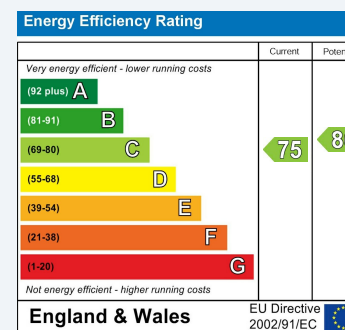 Energy Efficiency Rating
Current
Very energy efficient - lower running costs
(92 plus) A
(81-91) B
(69-80) C
75
(55-68) D
(39-54) E
(21-38) F
(1-20) G
Not energy efficient - higher running costs
England & Wales
EU Directive
2002/91/EC